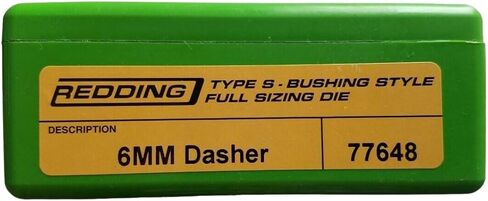 REDDING TYPE S - BUSHING STYLE
FULL SIZING DIE
DESCRIPTION
6MM Dasher 77648